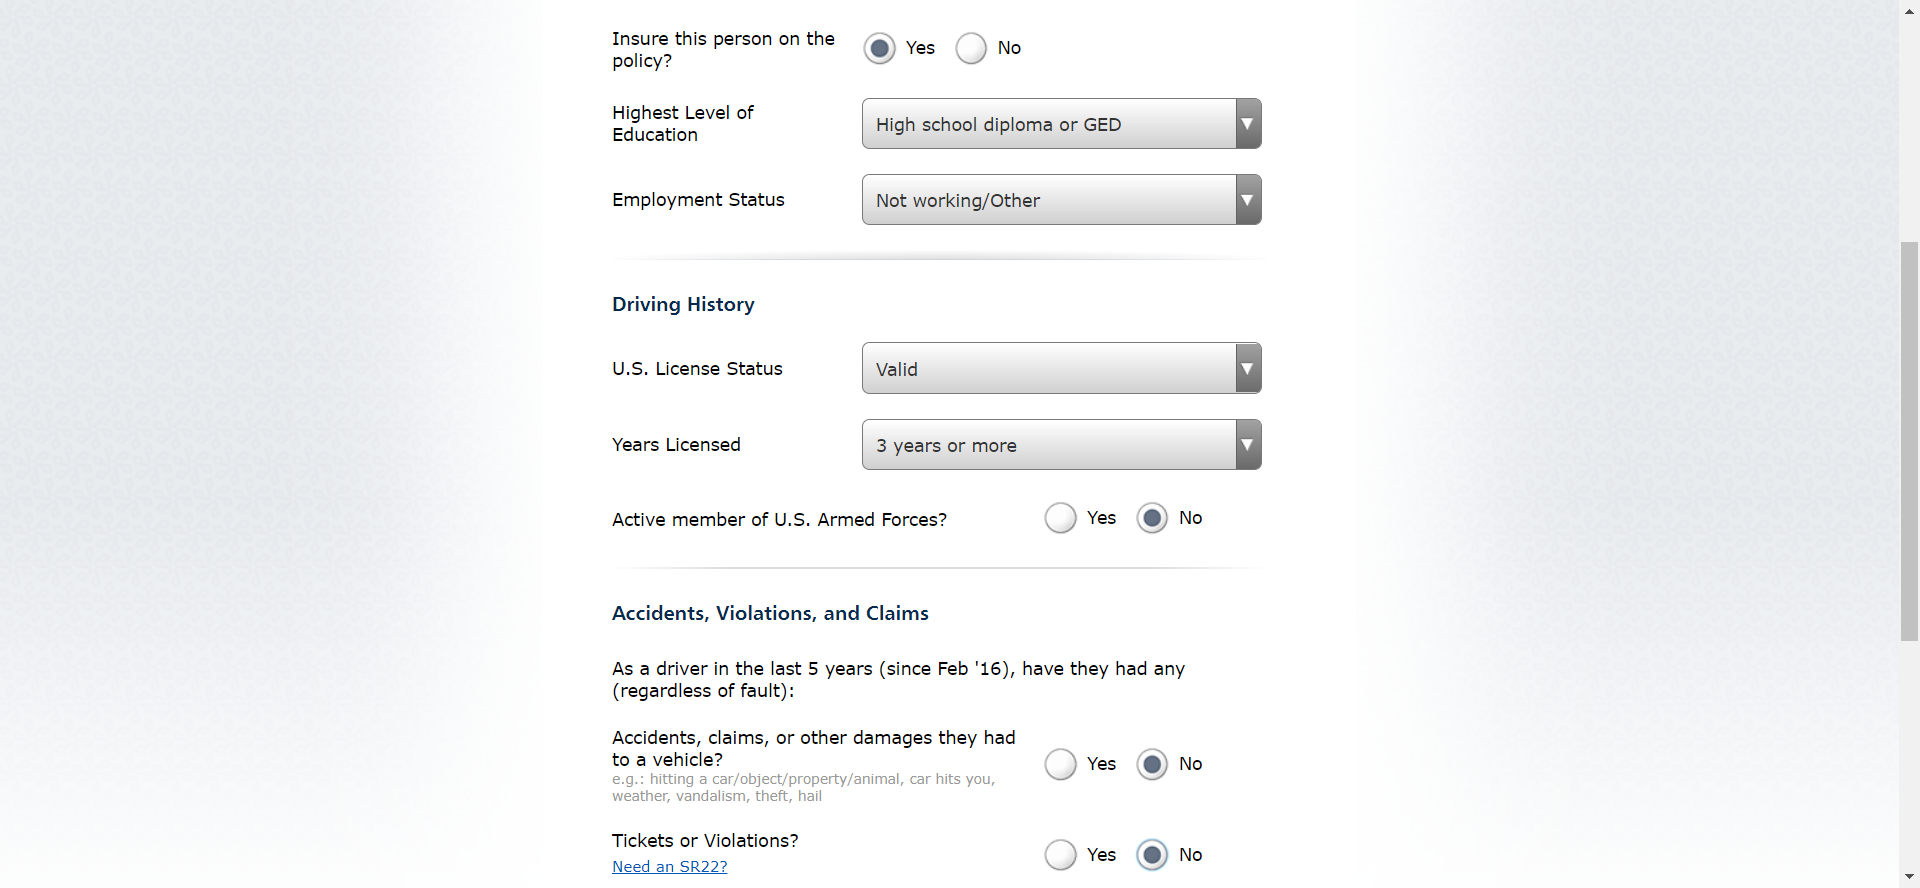 Insure this person on the
policy?
Yes
No
Highest Level of
Education
High school diploma or GED
Employment Status
Not working/Other
Driving History
U.S. License Status
Valid
Years Licensed
3 years or more
Active member of U.S. Armed Forces?
Yes
No
Accidents, Violations, and Claims
As a driver in the last 5 years (since Feb '16), have they had any
(regardless of fault):
Accidents, claims, or other damages they had
to a vehicle?
e.g.: hitting a car/object/property/animal, car hits you,
weather, vandalism, theft, hail
Yes
No
Tickets or Violations?
Need an SR22?
Yes
No